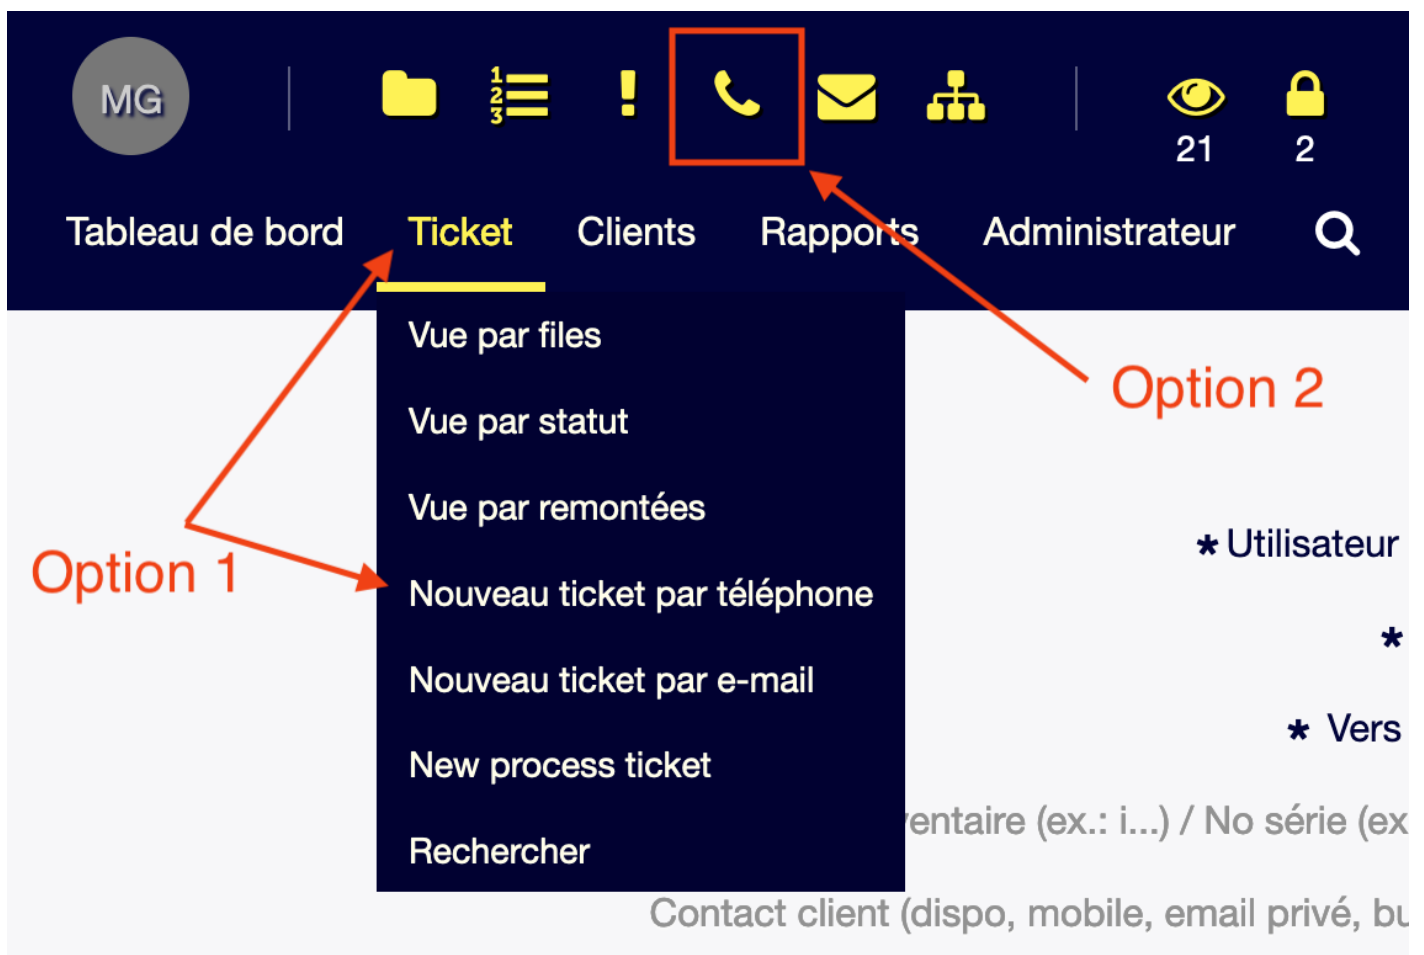 MG
1
2
3
21
2
Tableau de bord Ticket Clients Rapports Administrateur
Vue par files
Option 2
Vue par statut
Vue par remontées
* Utilisateur
Option 1
Nouveau ticket par téléphone
*
Nouveau ticket par e-mail
* Vers
New process ticket
entaire (ex.: i...) / No série (ex
Rechercher
Contact client (dispo, mobile, email privé, bu